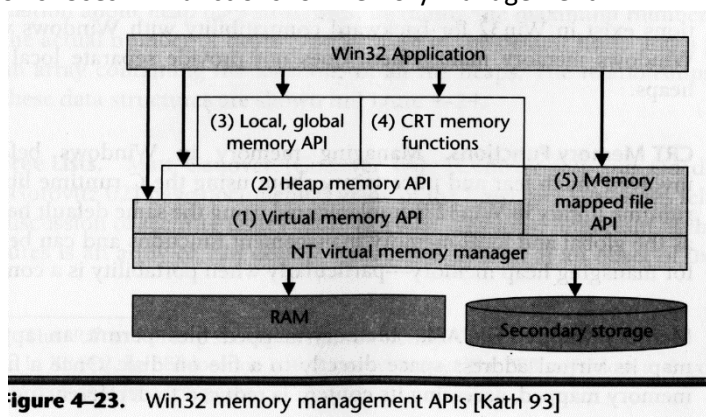 Win32 Application
(3) Local, global
memory API
(4) CRT memory
functions
(2) Heap memory API
(5) Memory
mapped file
API
(1) Virtual memory API
NT virtual memory manager
RAM
Secondary storage
Figure 4–23. Win32 memory management APIs [Kath 93]